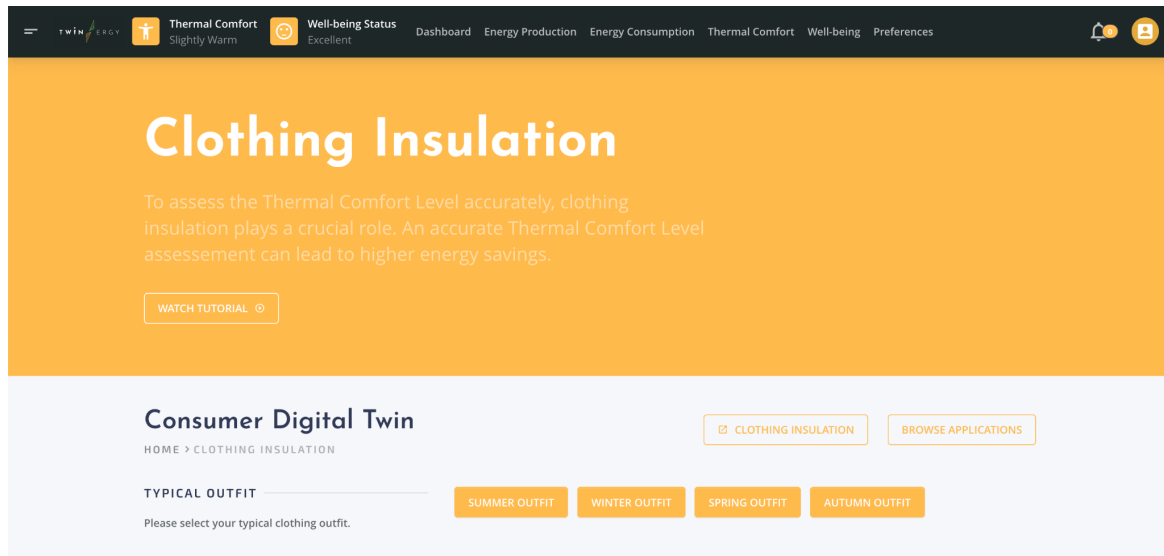 TWIN ERGY
Thermal Comfort
Slightly Warm
Well-being Status
Excellent
Dashboard Energy Production Energy Consumption Thermal Comfort Well-being Preferences
0
Clothing Insulation
To assess the Thermal Comfort Level accurately, clothing
insulation plays a crucial role. An accurate Thermal Comfort Level
assessement can lead to higher energy savings.
WATCH TUTORIAL
Consumer Digital Twin
CLOTHING INSULATION
BROWSE APPLICATIONS
HOME > CLOTHING INSULATION
TYPICAL OUTFIT
SUMMER OUTFIT
WINTER OUTFIT
SPRING OUTFIT
AUTUMN OUTFIT
Please select your typical clothing outfit.